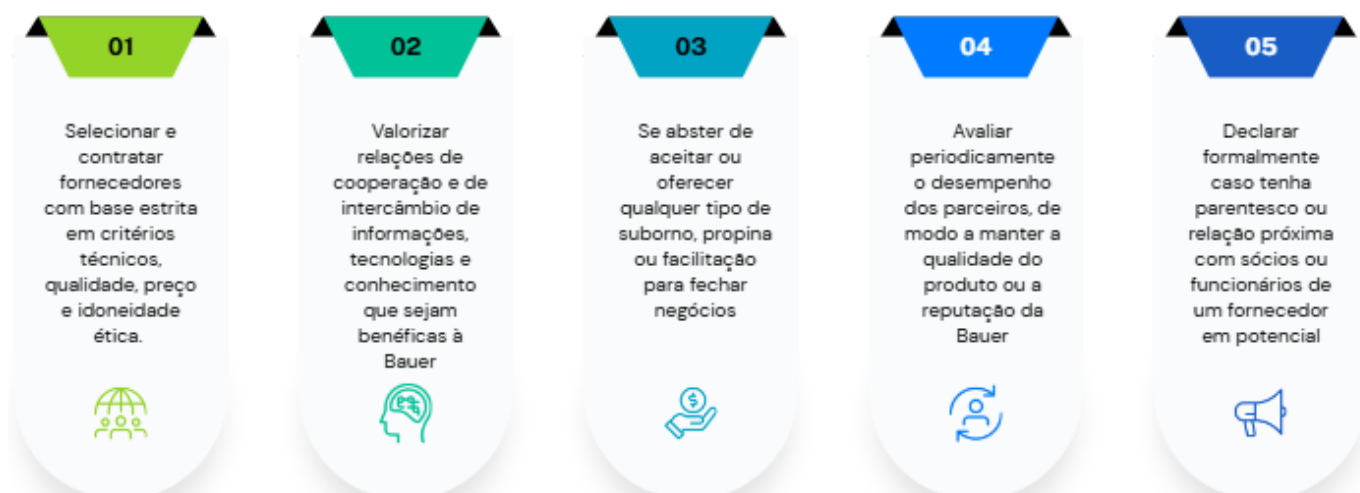 01
Selecionar e
contratar
fornecedores
com base estrita
em critérios
técnicos,
qualidade, preço
e idoneidade
ética.
02
Valorizar
relações de
cooperação e de
intercâmbio de
informações,
tecnologias e
conhecimento
que sejam
benéficas à
Bauer
03
Se abster de
aceitar ou
oferecer
qualquer tipo de
suborno, propina
ou facilitação
para fechar
negócios
04
Avaliar
periodicamente
o desempenho
dos parceiros, de
modo a manter a
qualidade do
produto ou a
reputação da
Bauer
05
Declarar
formalmente
caso tenha
parentesco ou
relação próxima
com sócios ou
funcionários de
um fornecedor
em potencial